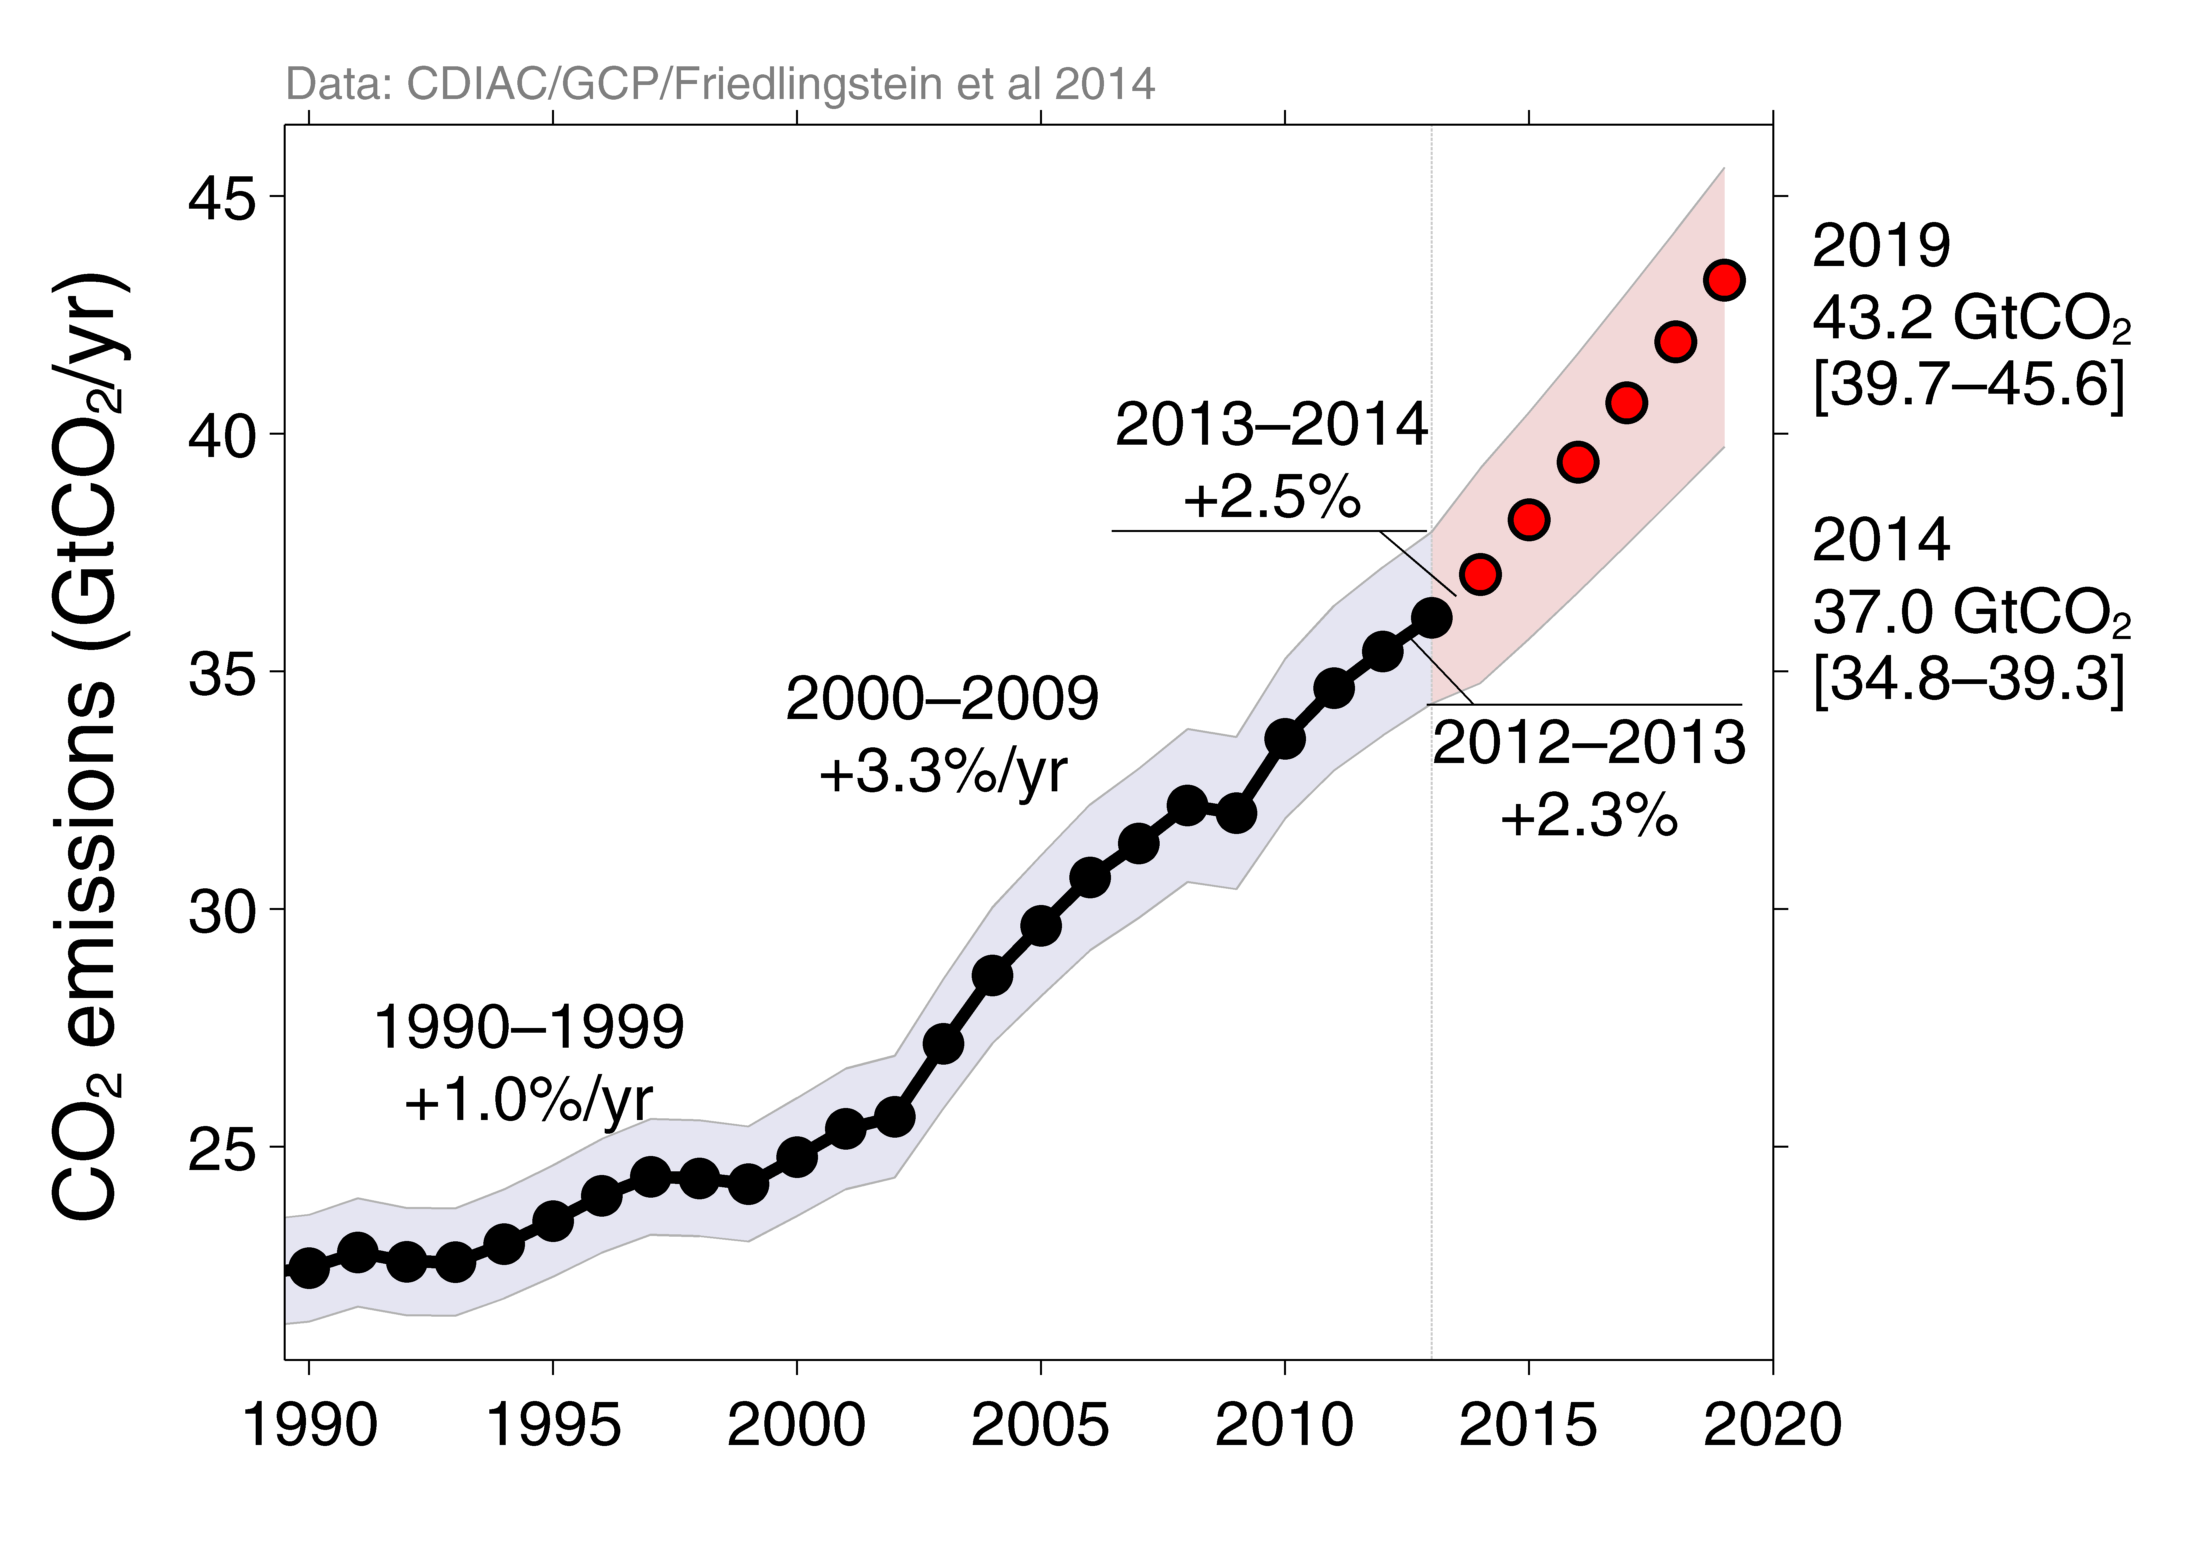 Data: CDIAC/GCP/Friedlingstein et al 2014
CO₂ emissions (GtCO₂/yr)
45
40
35
30
25
2013–2014
+2.5%
2000–2009
+3.3%/yr
1990–1999
+1.0%/yr
2012–2013
+2.3%
2019
43.2 GtCO₂
[39.7–45.6]
2014
37.0 GtCO₂
[34.8–39.3]
1990 1995 2000 2005 2010 2015 2020